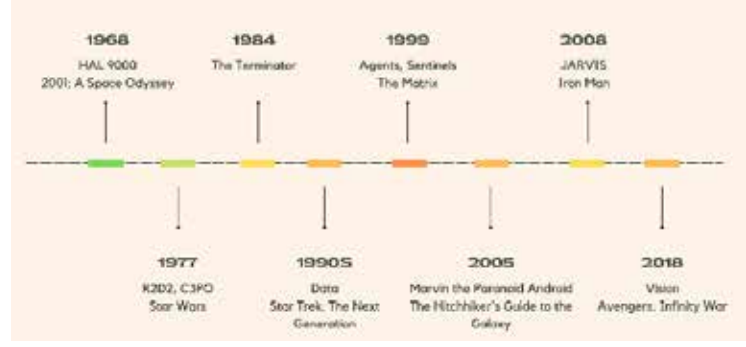 1968
HAL 9000
2001: A Space Odyssey
1984
The Terminator
1999
Agents, Sentinels
The Matrix
2008
JARVIS
Iron Man
1977
R2D2, C3PO
Star Wars
1990S
Data
Star Trek. The Next
Generation
2005
Marvin the Paranoid Android
The Hitchhiker's Guide to the
Galaxy
2018
Vision
Avengers. Infinity War